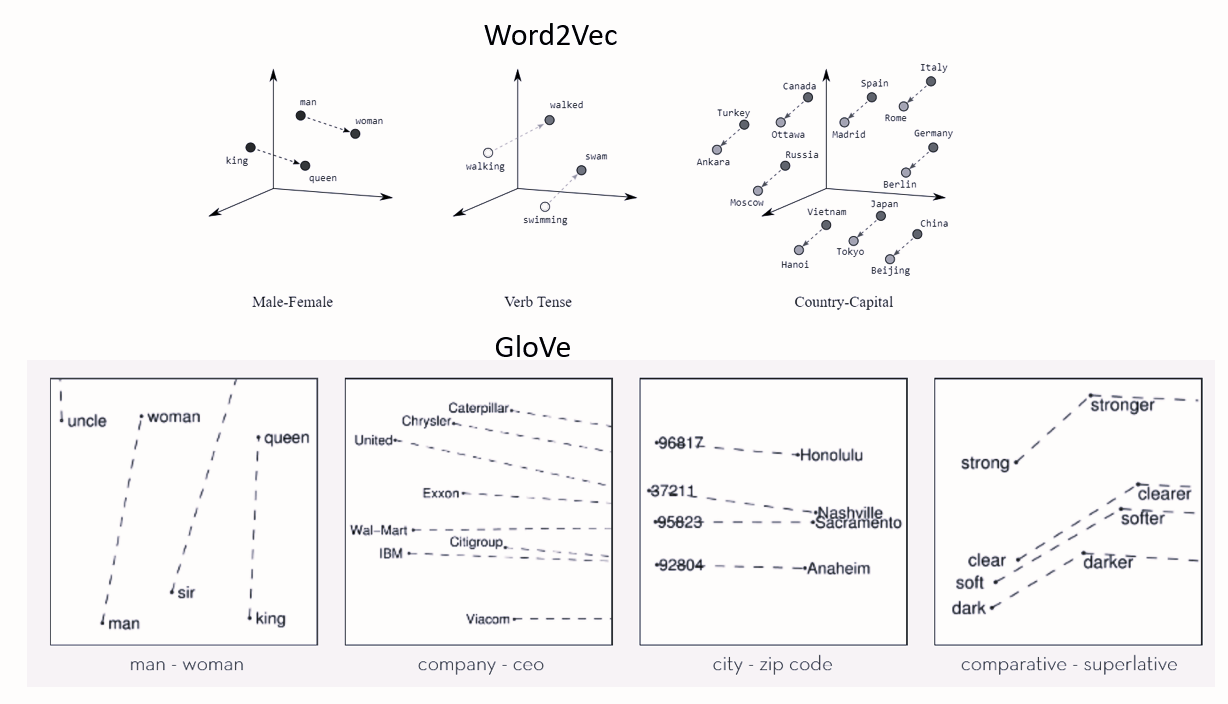 Word2Vec
man
woman
king
queen
Male-Female
walked
walking
swam
swimming
Verb Tense
Italy
Canada
Spain
Rome
Turkey
Ottawa
Madrid
Germany
Ankara
Russia
Berlin
Moscow
Vietnam
Japan
China
Tokyo
Hanoi
Beijing
Country-Capital
GloVe
uncle
woman
queen
sir
man
king
man - woman
Caterpillar
Chrysler
United
Exxon
Wal-Mart
Citigroup
IBM
Viacom
company - ceo
96817
Honolulu
37211
Nashville
95823
Sacramento
92804
Anaheim
city - zip code
stronger
strong
clearer
softer
clear
darker
soft
dark
comparative - superlative